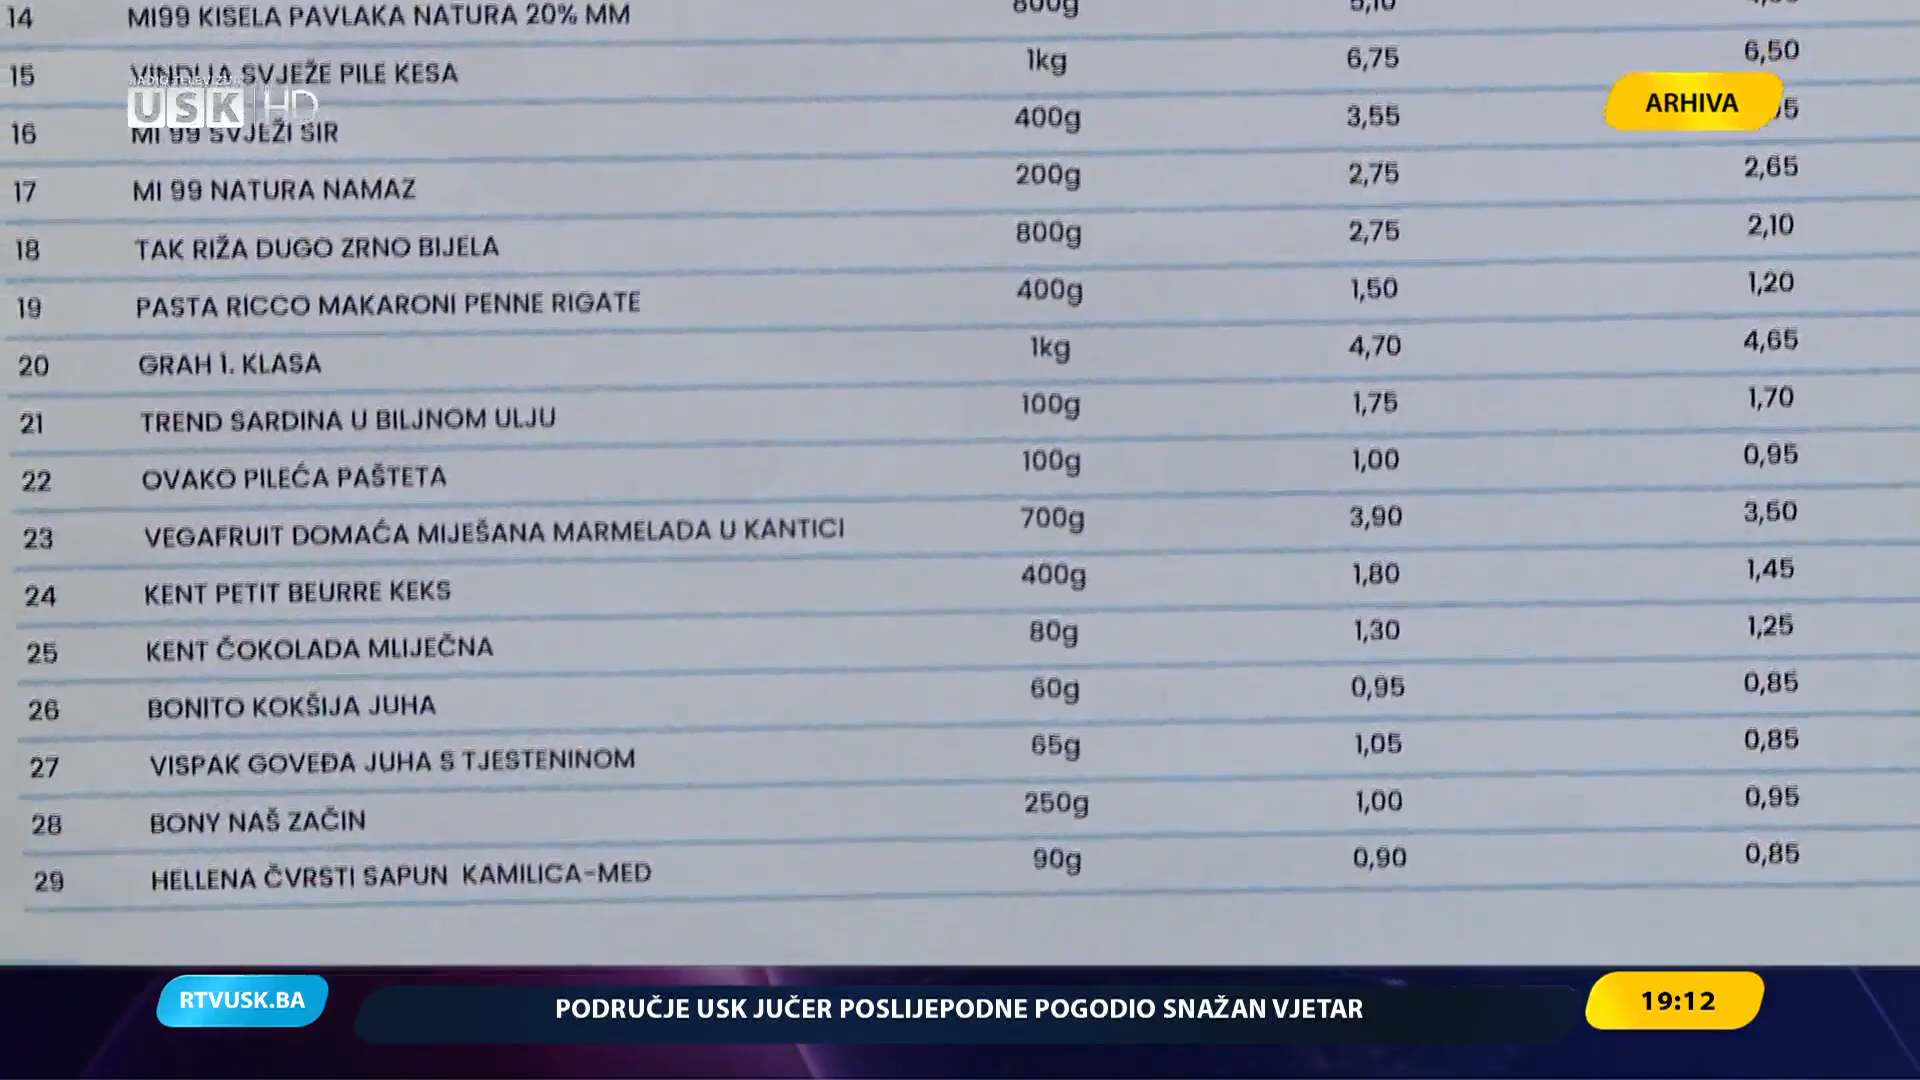 14 MI99 KISELA PAVLAKA NATURA 20% MM 800g 5,10
15 VINDIJA SVJEŽE PILE KESA 1kg 6,75 6,50
RADIO TELEVIZIJA
USK HD
ARHIVA
16 MI 99 SVJEŽI SIR 400g 3,55
17 MI 99 NATURA NAMAZ 200g 2,75 2,65
18 TAK RIŽA DUGO ZRNO BIJELA 800g 2,75 2,10
19 PASTA RICCO MAKARONI PENNE RIGATE 400g 1,50 1,20
20 GRAH 1. KLASA 1kg 4,70 4,65
21 TREND SARDINA U BILJNOM ULJU 100g 1,75 1,70
22 OVAKO PILEĆA PAŠTETA 100g 1,00 0,95
23 VEGAFRUIT DOMAĆA MIJEŠANA MARMELADA U KANTICI 700g 3,90 3,50
24 KENT PETIT BEURRE KEKS 400g 1,80 1,45
25 KENT ČOKOLADA MLIJEČNA 80g 1,30 1,25
26 BONITO KOKŠIJA JUHA 60g 0,95 0,85
27 VISPAK GOVEĐA JUHA S TJESTENINOM 65g 1,05 0,85
28 BONY NAŠ ZAČIN 250g 1,00 0,95
29 HELLENA ČVRSTI SAPUN KAMILICA-MED 90g 0,90 0,85
RTVUSK.BA
PODRUČJE USK JUČER POSLIJEPODNE POGODIO SNAŽAN VJETAR
19:12